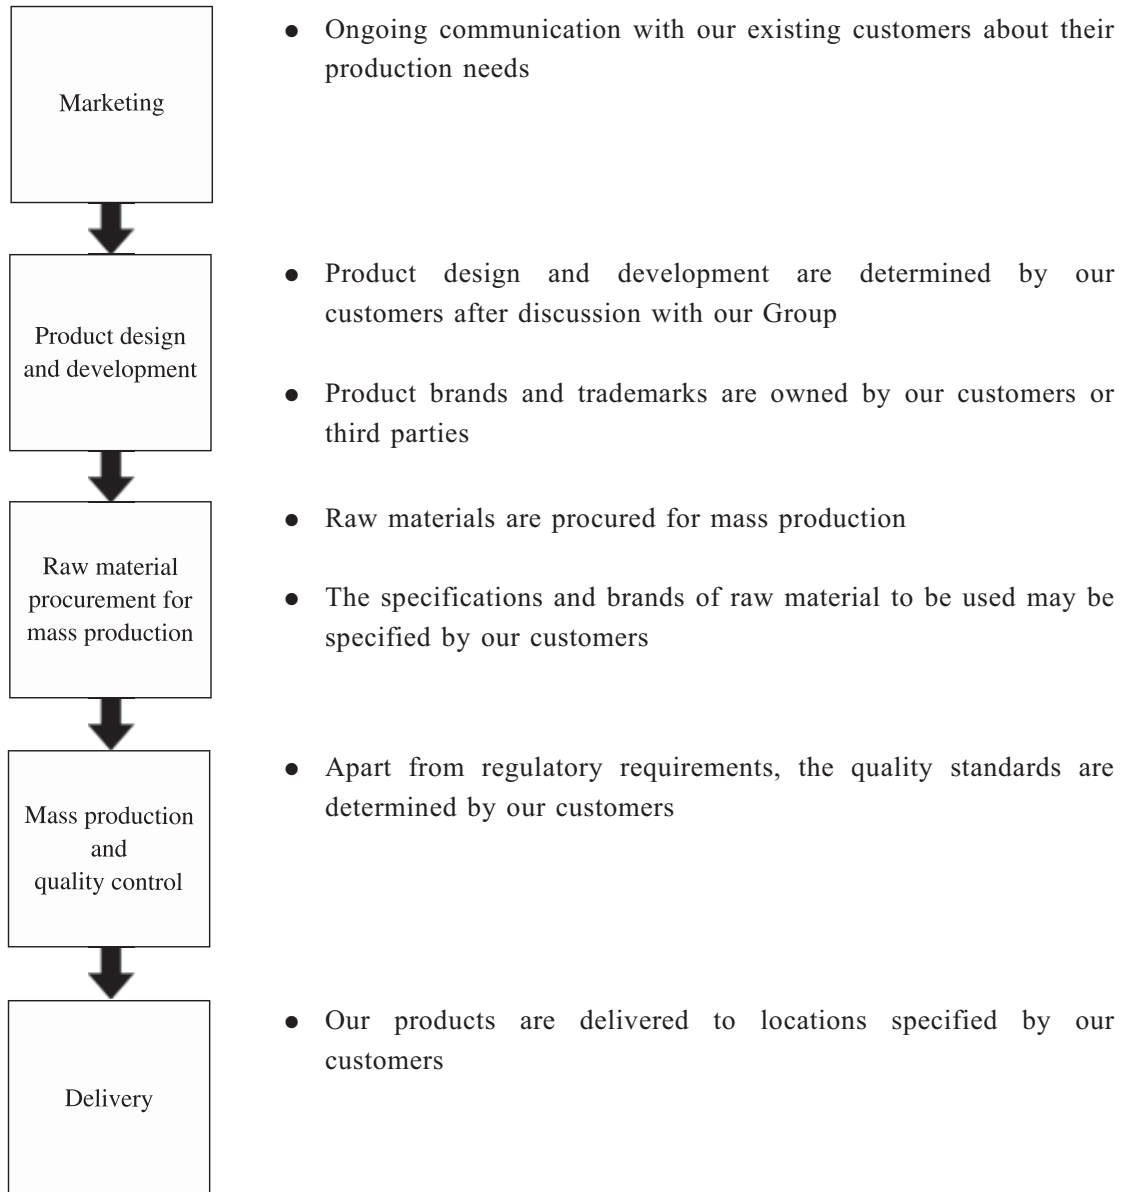 Marketing
● Ongoing communication with our existing customers about their
production needs
Product design
and development
● Product design and development are determined by our
customers after discussion with our Group
● Product brands and trademarks are owned by our customers or
third parties
Raw material
procurement for
mass production
● Raw materials are procured for mass production
● The specifications and brands of raw material to be used may be
specified by our customers
Mass production
and
quality control
● Apart from regulatory requirements, the quality standards are
determined by our customers
Delivery
● Our products are delivered to locations specified by our
customers